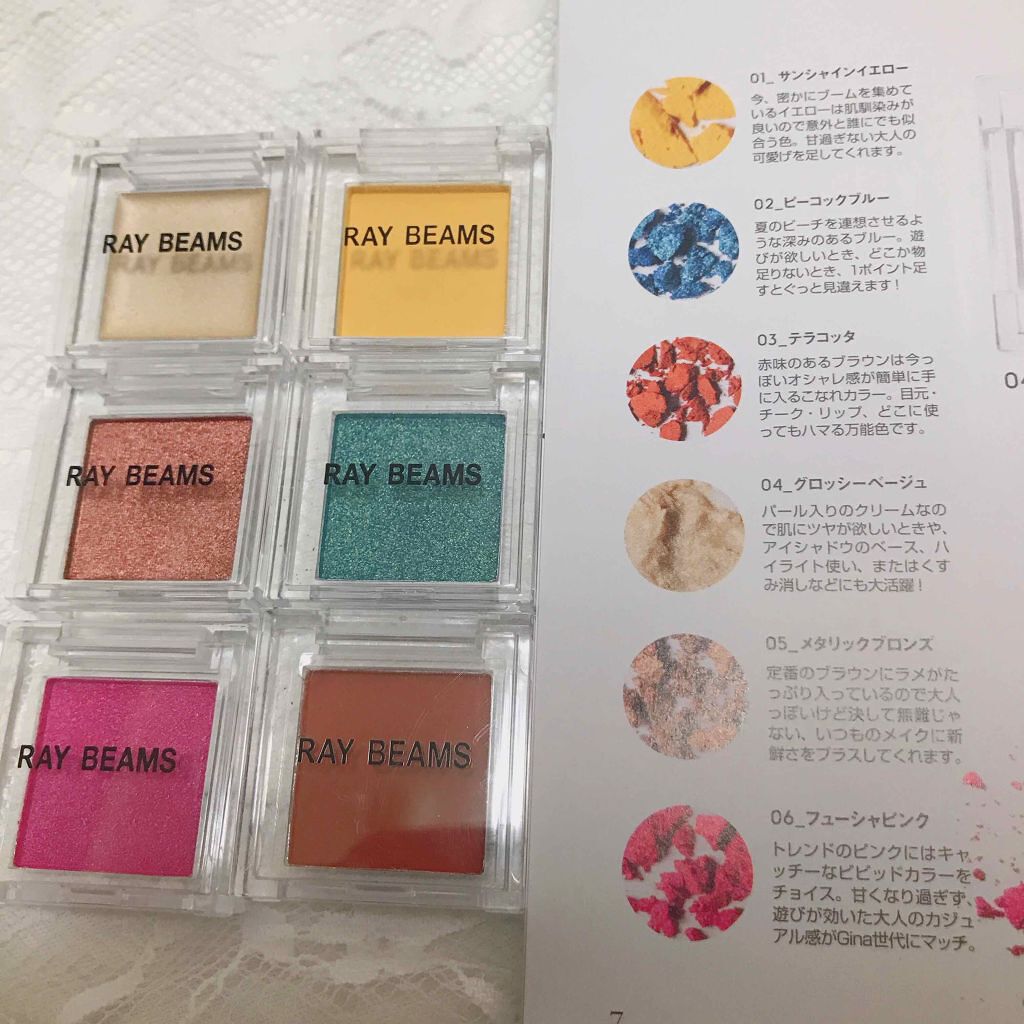 RAY BEAMS
RAY BEAMS
RAY BEAMS
RAY BEAMS
RAY BEAMS
RAY BEAMS
01_サンシャインイエロー
今、密かにブームを集めて
いるイエローは肌馴染みが
良いので意外と誰にでも似
合う色。甘過ぎない大人の
可愛げを足してくれます。
02_ピーコックブルー
夏のビーチを連想させるよ
うな深みのあるブルー。遊
びが欲しいとき、どこか物
足りないとき、1ポイント足
すとぐっと見違えます!
03_テラコッタ
赤味のあるブラウンは今っ
ぽいオシャレ感が簡単に手
に入るこなれカラー。目元・
チーク・リップ、どこに使
ってもハマる万能色です。
04_グロッシーベージュ
パール入りのクリームなの
で肌にツヤが欲しいときや、
アイシャドウのベース、ハ
イライト使い、またはくす
み消しなどにも大活躍!
05_メタリックブロンズ
定番のブラウンにラメがた
っぷり入っているので大人
っぽいけど決して無難じゃ
ない、いつものメイクに新
鮮さをプラスしてくれます。
06_フューシャピンク
トレンドのピンクにはキャ
ッチーなビビッドカラーを
チョイス。甘くなり過ぎず、
遊びが効いた大人のカジュ
アル感がGina世代にマッチ。
04
7